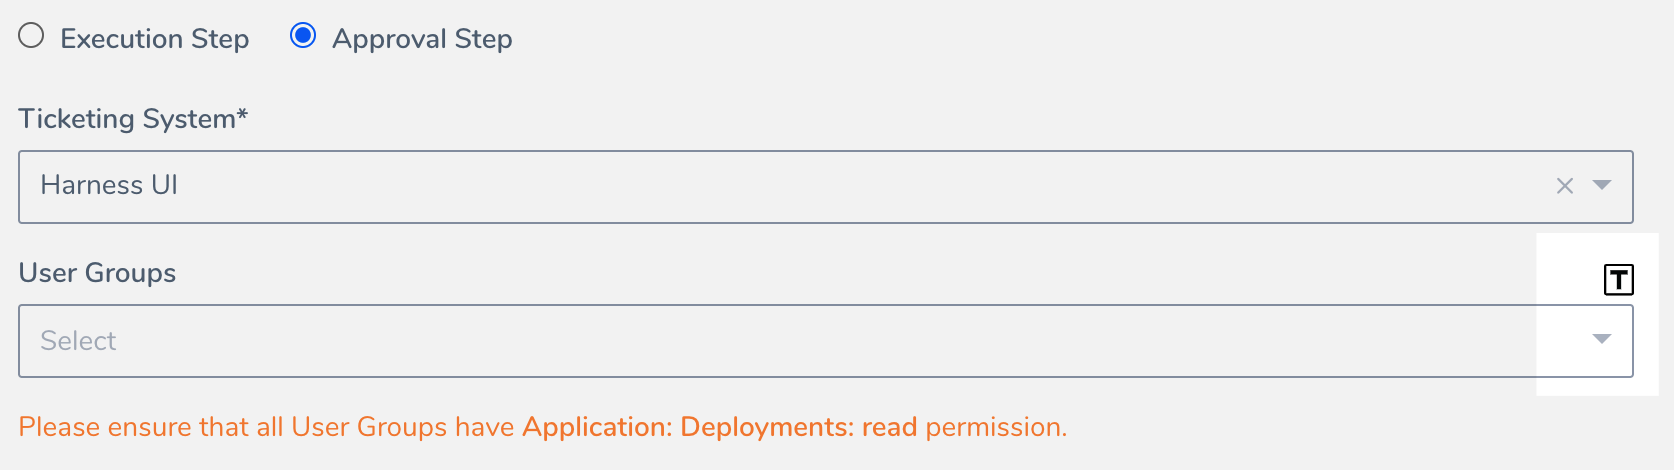 Execution Step Approval Step
Ticketing System*
Harness UI
User Groups
T
Select
Please ensure that all User Groups have Application: Deployments: read permission.